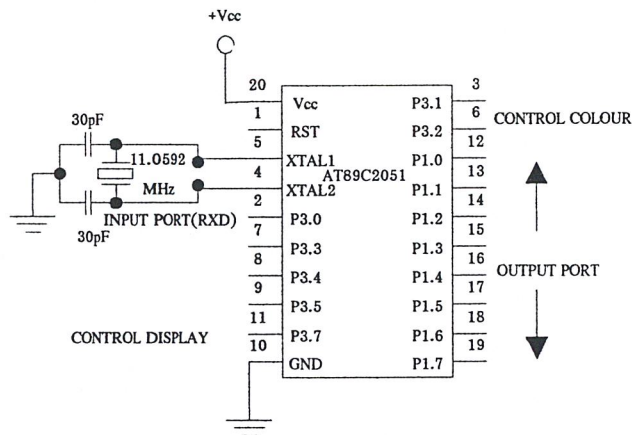 +Vcc
20
3
Vcc
P3.1
30pF
1
6
CONTROL COLOUR
RST
P3.2
5
12
11.0592
XTAL1
P1.0
4
AT89C2051
13
MHz
XTAL2
P1.1
2
14
INPUT PORT(RXD)
P3.0
P1.2
30pF
7
15
P3.3
P1.3
8
16
P3.4
P1.4
OUTPUT PORT
9
17
P3.5
P1.5
11
18
CONTROL DISPLAY
P3.7
P1.6
10
19
GND
P1.7